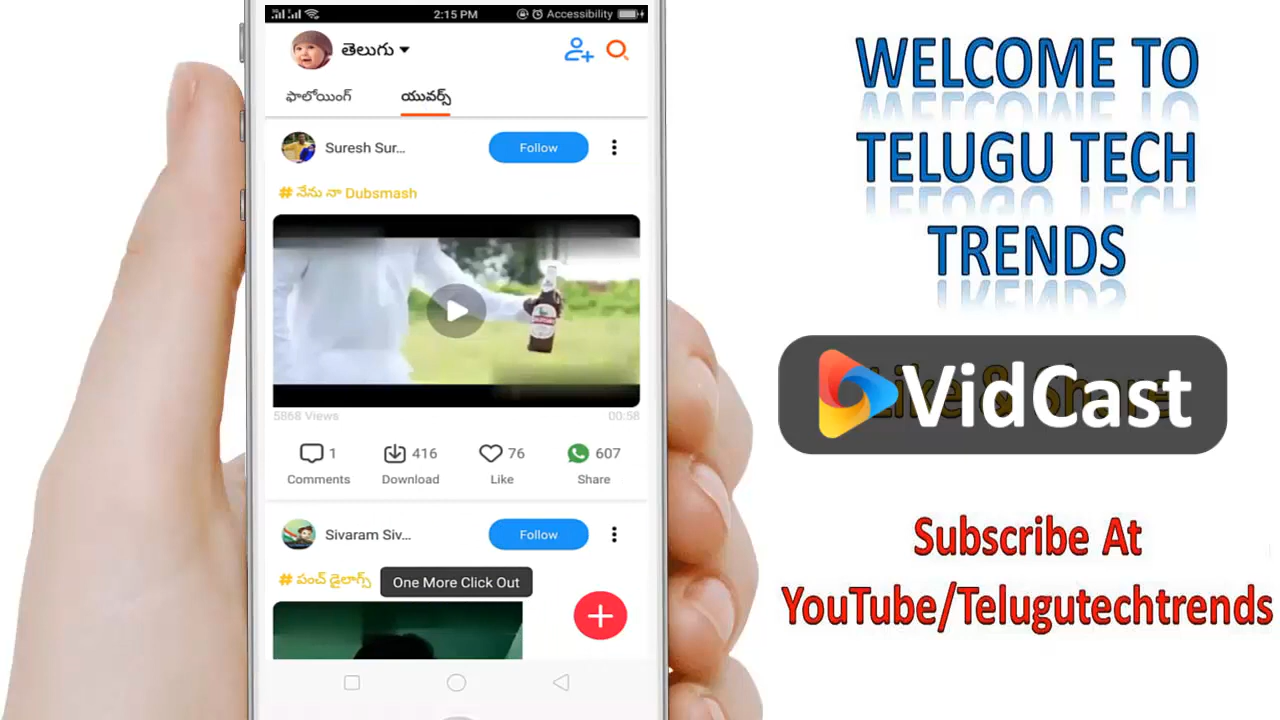 2:15 PM
Accessibility
తెలుగు
ఫాలోయింగ్ యువర్స్
Suresh Sur...
Follow
# నేను నా Dubsmash
5868 Views
00:58
1
416
76
607
Comments
Download
Like
Share
Sivaram Siv...
Follow
# పంచ్ డైలాగ్స్
One More Click Out
WELCOME TO
TELUGU TECH
TRENDS
Like & Share
VidCast
Subscribe At
YouTube/Telugutechtrends